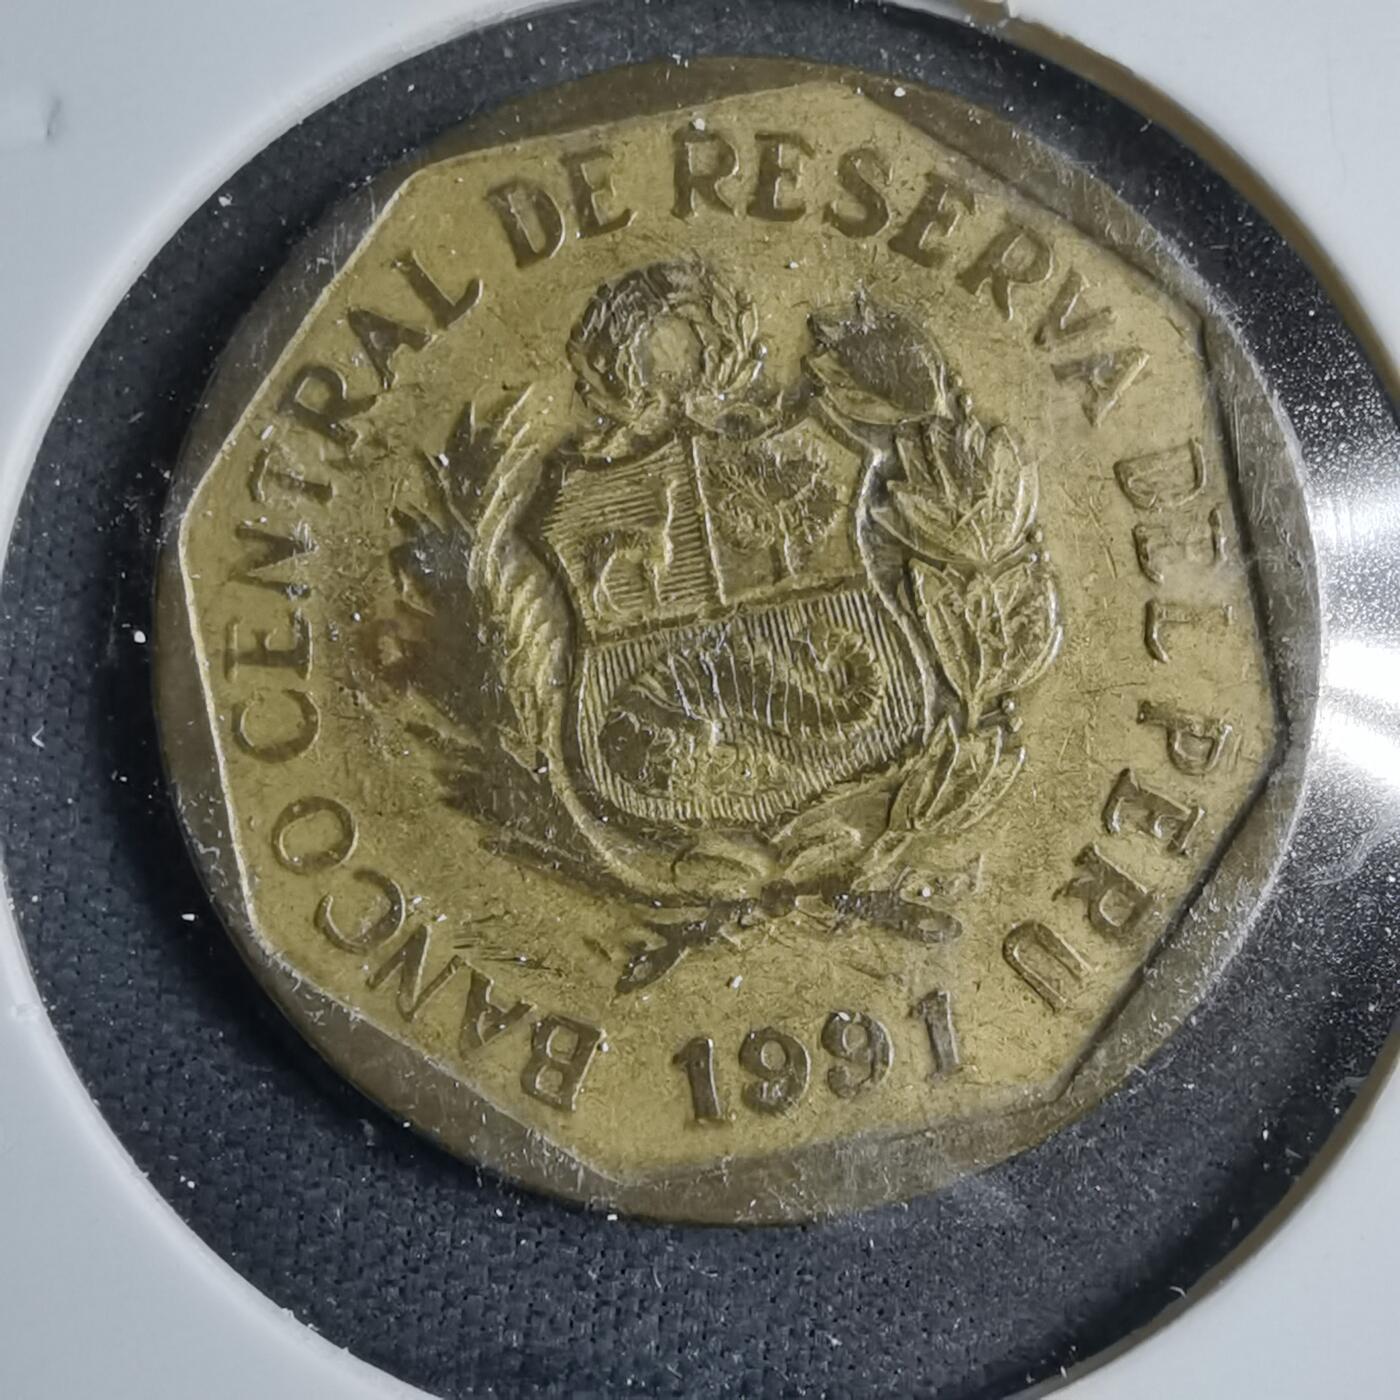 BANCO CENTRAL DE RESERVA DEL PERU
1991